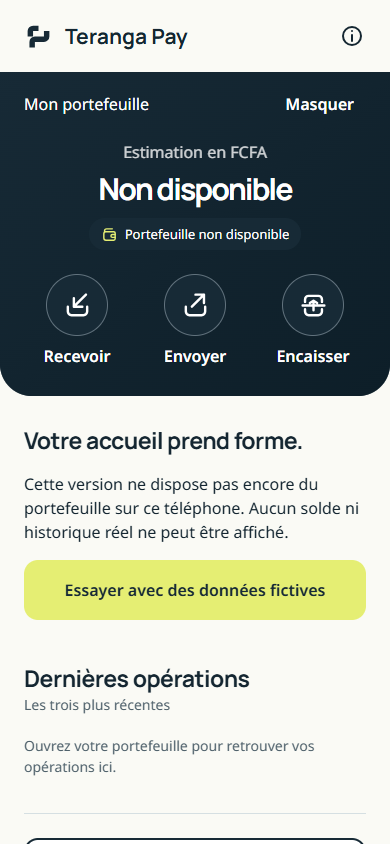 Teranga Pay
Mon portefeuille
Masquer
Estimation en FCFA
Non disponible
Portefeuille non disponible
Recevoir
Envoyer
Encaisser
Votre accueil prend forme.
Cette version ne dispose pas encore du
portefeuille sur ce téléphone. Aucun solde ni
historique réel ne peut être affiché.
Essayer avec des données fictives
Dernières opérations
Les trois plus récentes
Ouvrez votre portefeuille pour retrouver vos
opérations ici.